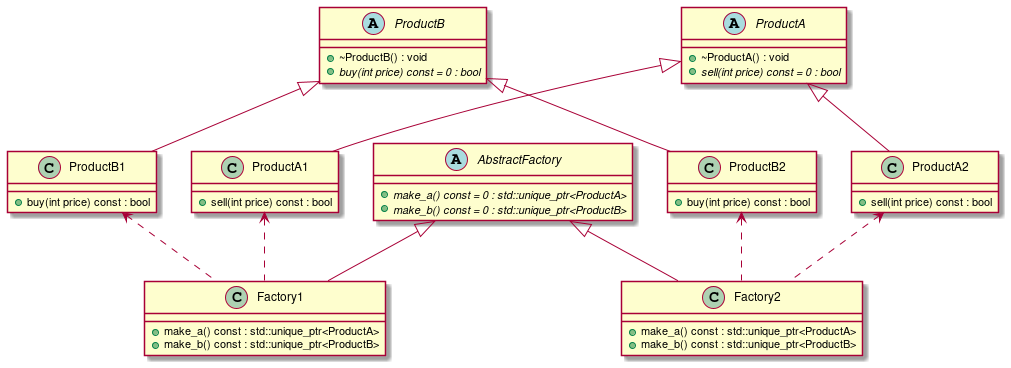 A ProductB
~ProductB() : void
buy(int price) const = 0 : bool
A ProductA
~ProductA() : void
sell(int price) const = 0 : bool
C ProductB1
buy(int price) const : bool
C ProductA1
sell(int price) const : bool
A AbstractFactory
make_a() const = 0 : std::unique_ptr<ProductA>
make_b() const = 0 : std::unique_ptr<ProductB>
C ProductB2
buy(int price) const : bool
C ProductA2
sell(int price) const : bool
C Factory1
make_a() const : std::unique_ptr<ProductA>
make_b() const : std::unique_ptr<ProductB>
C Factory2
make_a() const : std::unique_ptr<ProductA>
make_b() const : std::unique_ptr<ProductB>